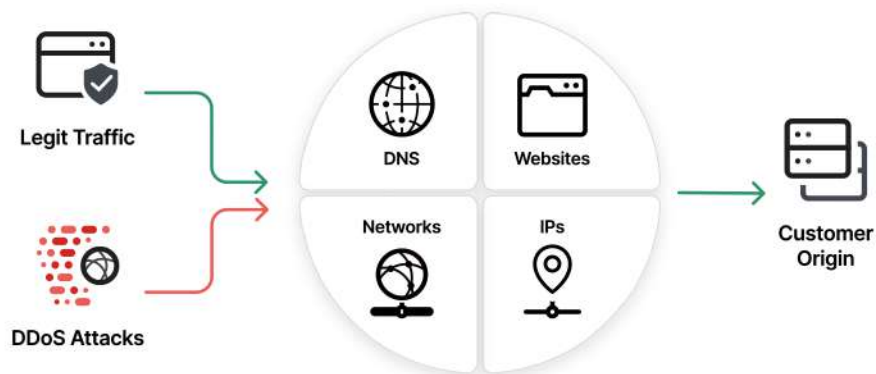 Legit Traffic
DDoS Attacks
DNS
Websites
Networks
IPs
Customer
Origin